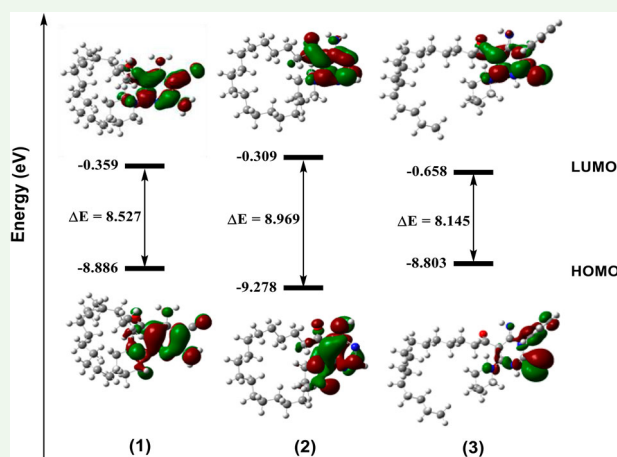 Energy (eV)
-0.359
-0.309
-0.658
LUMO
ΔE = 8.527
ΔE = 8.969
ΔE = 8.145
-8.886
-9.278
-8.803
HOMO
(1)
(2)
(3)